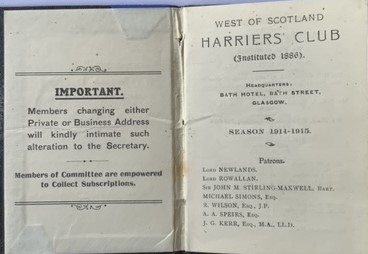 IMPORTANT.
Members changing either
Private or Business Address
will kindly intimate such
alteration to the Secretary.
Members of Committee are empowered
to Collect Subscriptions.
WEST OF SCOTLAND
HARRIERS' CLUB
(Instituted 1886).
HEADQUARTERS:
BATH HOTEL, BATH STREET,
GLASGOW.
SEASON 1914-1915.
Patrons.
LORD NEWLANDS.
LORD ROWALLAN.
SIR JOHN M. STIRLING-MAXWELL, BART.
MICHAEL SIMONS, ESQ.
WILSON, ESQ., J.P.
A. A. SPEIRS, ESQ.
J. G. KERR, ESQ., M.A., LL.D.